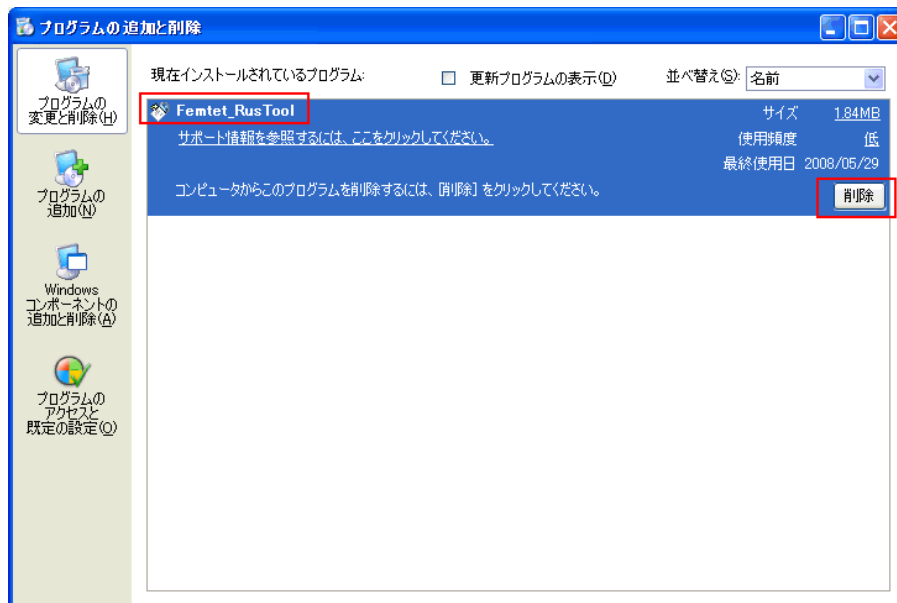 プログラムの追加と削除
プログラムの
変更と削除(H)
プログラムの
追加(N)
Windows
コンポーネントの
追加と削除(A)
プログラムの
アクセスと
既定の設定(O)
現在インストールされているプログラム:
更新プログラムの表示(D)
並べ替え(S): 名前
Femtet_RusTool
サイズ 1.84MB
サポート情報を参照するには、ここをクリックしてください。
使用頻度 低
最終使用日 2008/05/29
コンピュータからこのプログラムを削除するには、[削除] をクリックしてください。
削除